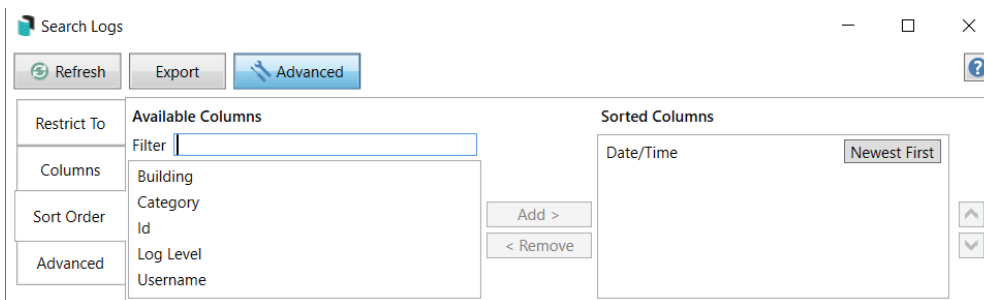 Search Logs
Refresh Export Advanced
Restrict To
Columns
Sort Order
Advanced
Available Columns
Filter
Building
Category
Id
Log Level
Username
Add >
< Remove
Sorted Columns
Date/Time Newest First